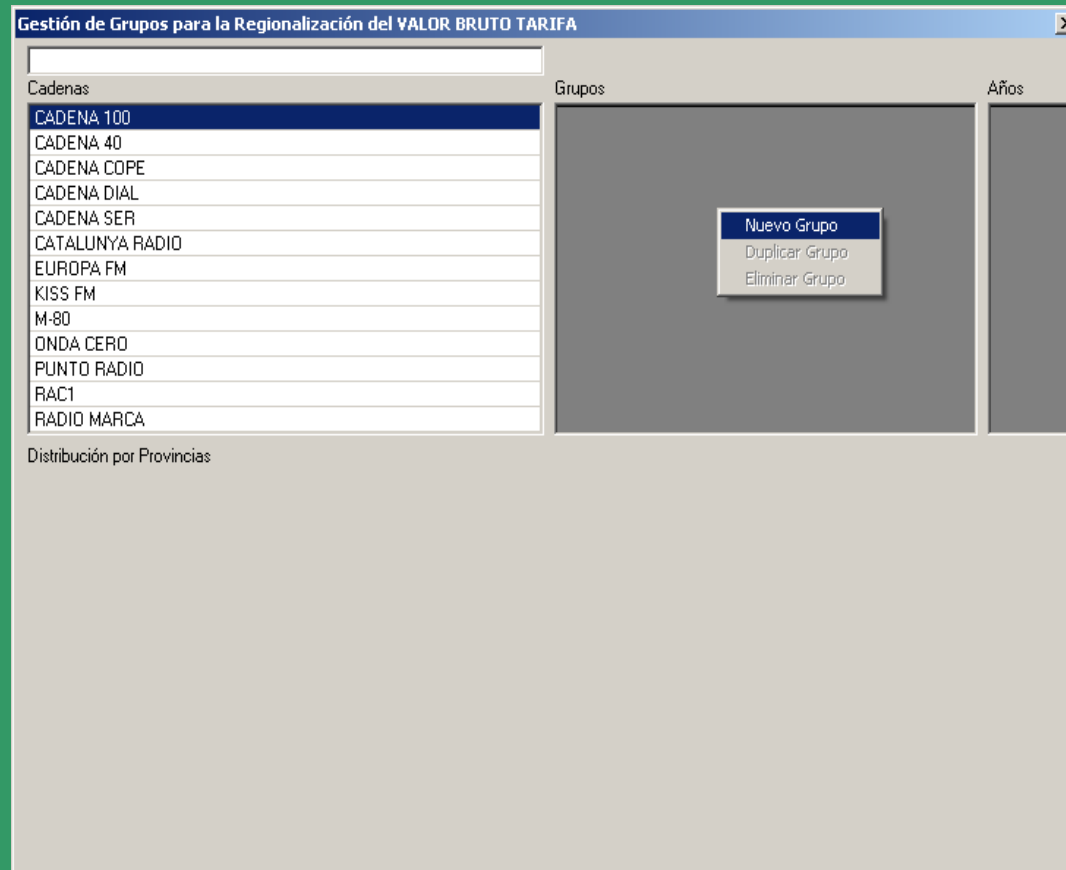 Gestión de Grupos para la Regionalización del VALOR BRUTO TARIFA
Cadenas
Grupos
Años
CADENA 100
CADENA 40
CADENA COPE
CADENA DIAL
CADENA SER
CATALUNYA RADIO
EUROPA FM
KISS FM
M-80
ONDA CERO
PUNTO RADIO
RAC1
RADIO MARCA
Nuevo Grupo
Duplicar Grupo
Eliminar Grupo
Distribución por Provincias